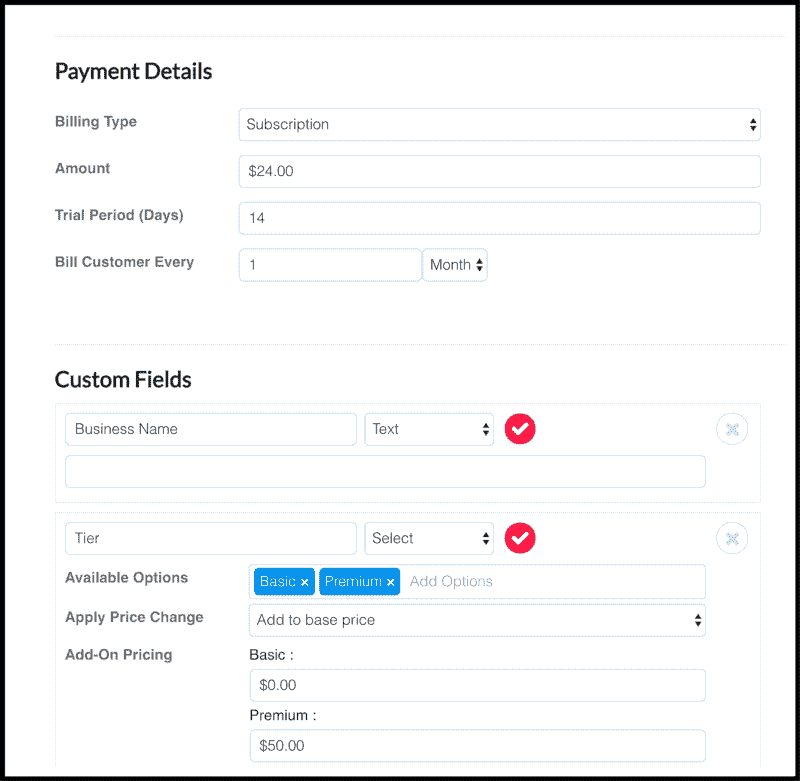 Payment Details
Billing Type Subscription
Amount $24.00
Trial Period (Days) 14
Bill Customer Every 1 Month
Custom Fields
Business Name Text
Tier Select
Available Options Basic × Premium × Add Options
Apply Price Change Add to base price
Add-On Pricing Basic :
$0.00
Premium :
$50.00